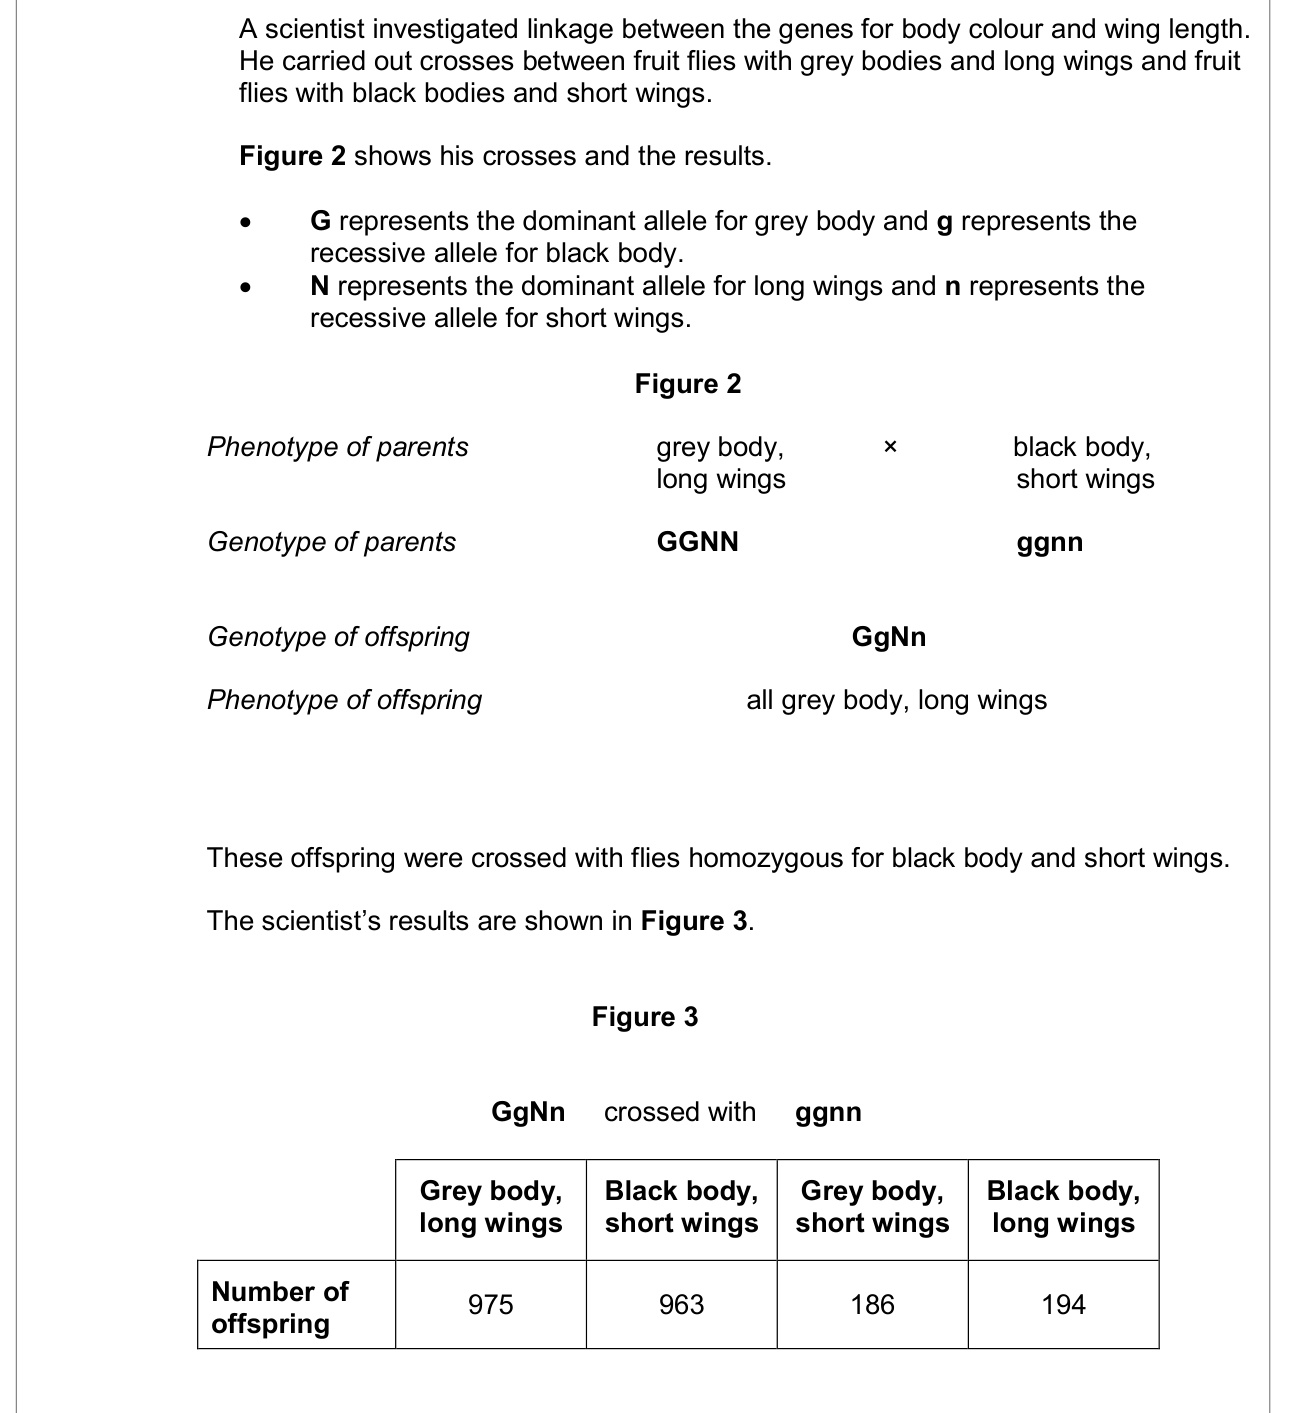 A scientist investigated linkage between the genes for body colour and wing length.
He carried out crosses between fruit flies with grey bodies and long wings and fruit
flies with black bodies and short wings.
Figure 2 shows his crosses and the results.
• G represents the dominant allele for grey body and g represents the
recessive allele for black body.
• N represents the dominant allele for long wings and n represents the
recessive allele for short wings.
Figure 2
Phenotype of parents grey body, × black body,
long wings short wings
Genotype of parents GGNN ggnn
Genotype of offspring GgNn
Phenotype of offspring all grey body, long wings
These offspring were crossed with flies homozygous for black body and short wings.
The scientist’s results are shown in Figure 3.
Figure 3
GgNn crossed with ggnn
Grey body, Black body, Grey body, Black body,
long wings short wings short wings long wings
Number of
offspring 975 963 186 194